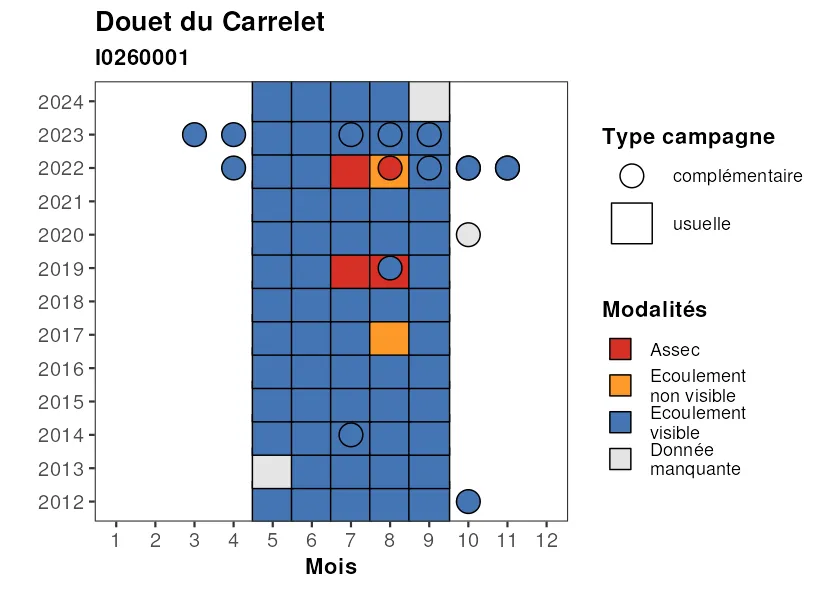 Douet du Carrelet
I0260001
2024
2023
2022
2021
2020
2019
2018
2017
2016
2015
2014
2013
2012
1 2 3 4 5 6 7 8 9 10 11 12
Mois
Type campagne
complémentaire
usuelle
Modalités
Assec
Ecoulement
non visible
Ecoulement
visible
Donnée
manquante